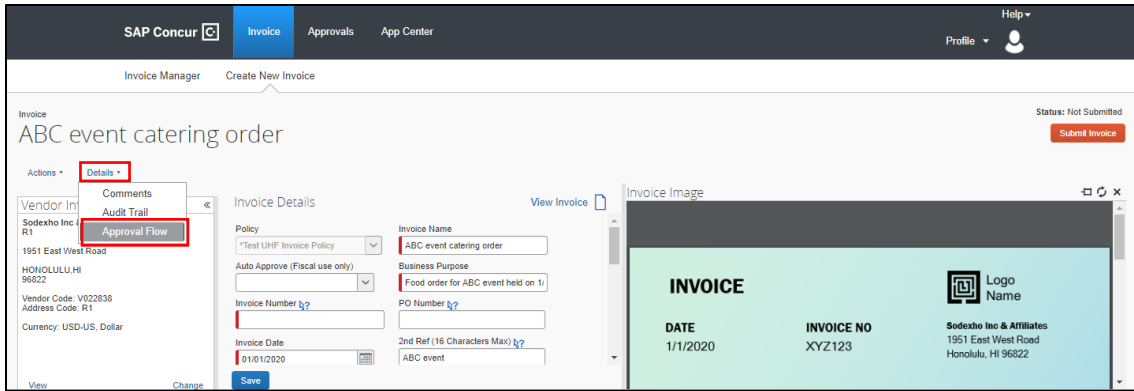 Help
SAP Concur C
Invoice
Approvals
App Center
Profile
Invoice Manager
Create New Invoice
Invoice
ABC event catering order
Status: Not Submitted
Submit Invoice
Actions
Details
Comments
Audit Trail
Approval Flow
Vendor In
Sodexho Inc &
R1
1951 East West Road
HONOLULU,HI
96822
Vendor Code: V022838
Address Code: R1
Currency: USD-US, Dollar
View
Change
Invoice Details
View Invoice
Policy
*Test UHF Invoice Policy
Invoice Name
ABC event catering order
Auto Approve (Fiscal use only)
Business Purpose
Food order for ABC event held on 1/
Invoice Number ?
PO Number ?
Invoice Date
01/01/2020
2nd Ref (16 Characters Max) ?
ABC event
Save
Invoice Image
INVOICE
Logo
Name
DATE
1/1/2020
INVOICE NO
XYZ123
Sodexho Inc & Affiliates
1951 East West Road
Honolulu, HI 96822